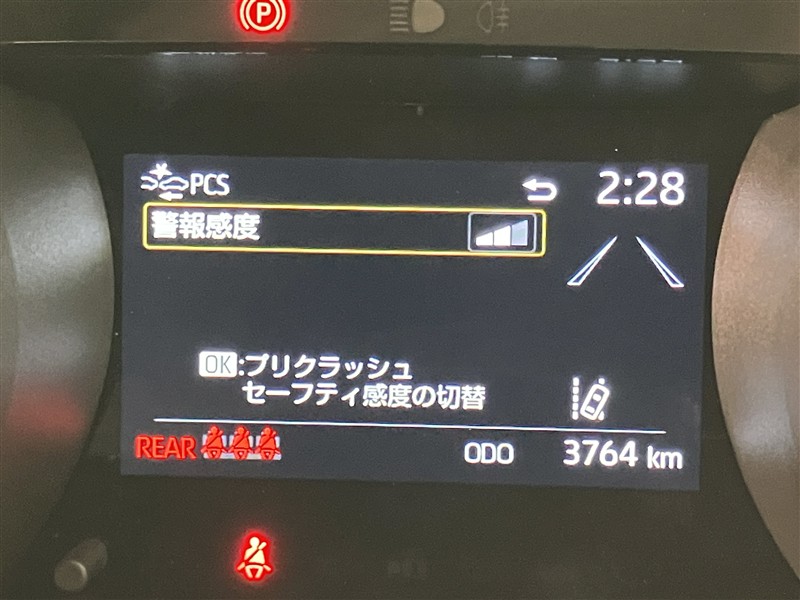 P
PCS
2:28
警報感度
OK:プリクラッシュ
セーフティ感度の切替
REAR
ODO 3764 km